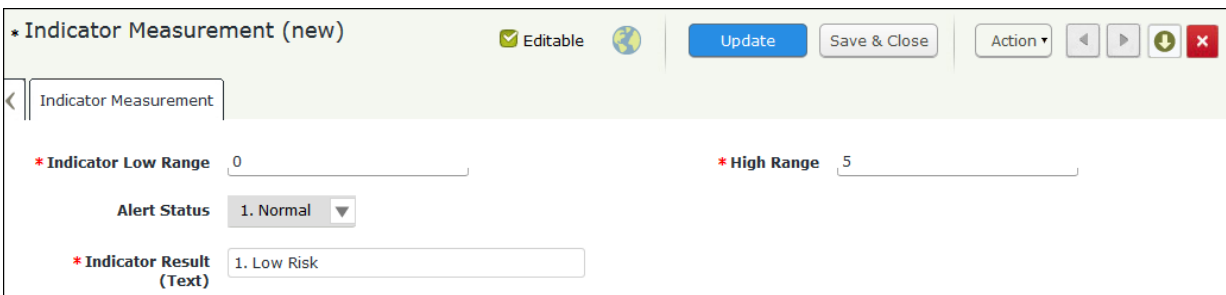 * Indicator Measurement (new) Editable Update Save & Close Action
Indicator Measurement
* Indicator Low Range 0 * High Range 5
Alert Status 1. Normal
* Indicator Result 1. Low Risk
(Text)